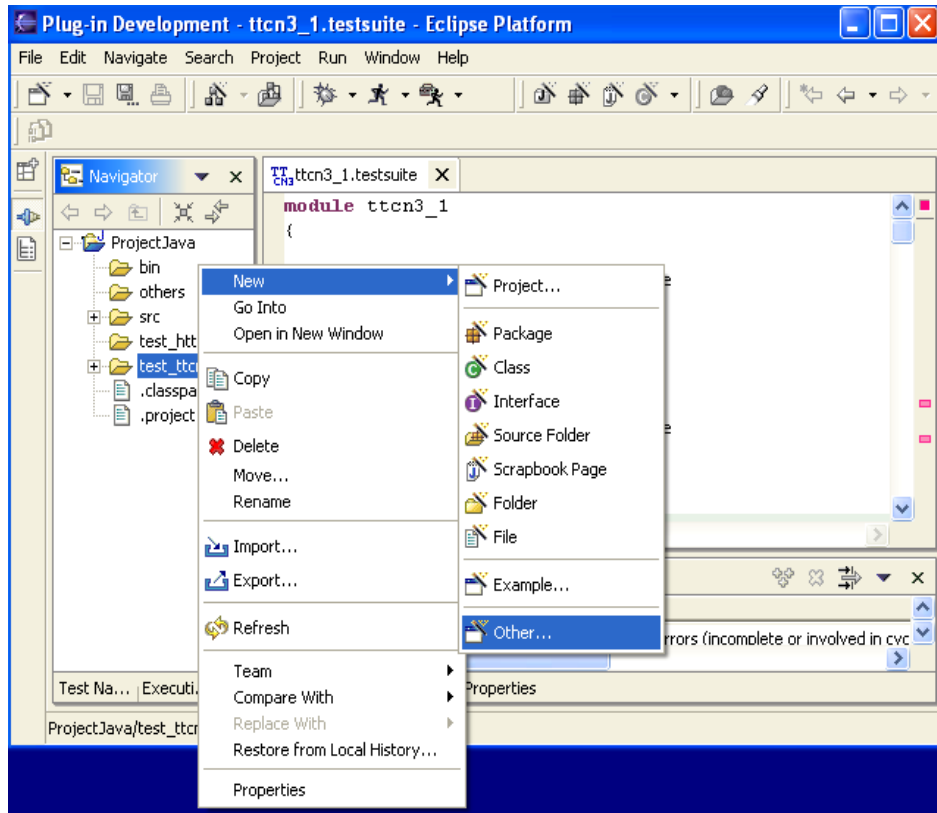 Plug-in Development - ttcn3_1.testsuite - Eclipse Platform
File Edit Navigate Search Project Run Window Help
Navigator
TT CN3 ttcn3_1.testsuite
module ttcn3_1
{
ProjectJava
bin
others
src
test_htt
test_ttcn
.classpa
.project
New
Go Into
Open in New Window
Copy
Paste
Delete
Move...
Rename
Import...
Export...
Refresh
Team
Compare With
Replace With
Restore from Local History...
Properties
Project...
Package
Class
Interface
Source Folder
Scrapbook Page
Folder
File
Example...
Other...
e
e
rrors (incomplete or involved in cyc
Test Na... Executi. Properties
ProjectJava/test_ttcn